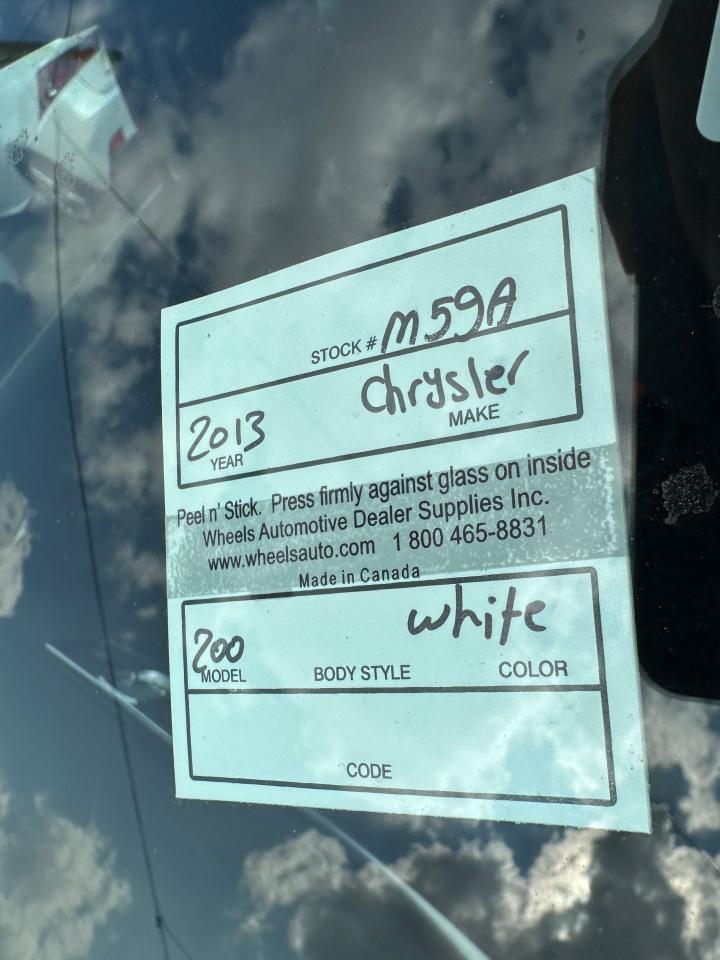 STOCK # M59A
2013 Chrysler
YEAR MAKE
Peel n' Stick. Press firmly against glass on inside
Wheels Automotive Dealer Supplies Inc.
www.wheelsauto.com 1 800 465-8831
Made in Canada
200 white
MODEL BODY STYLE COLOR
CODE